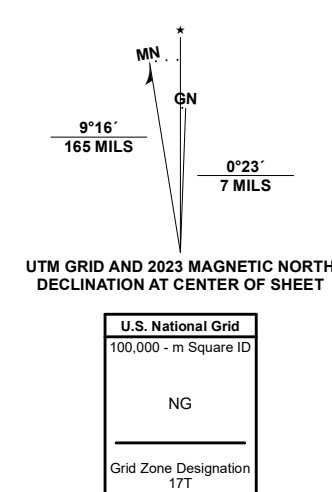 ★
MN
GN
9°16´
165 MILS
0°23´
7 MILS
UTM GRID AND 2023 MAGNETIC NORTH
DECLINATION AT CENTER OF SHEET
U.S. National Grid
100,000 - m Square ID
NG
Grid Zone Designation
17T